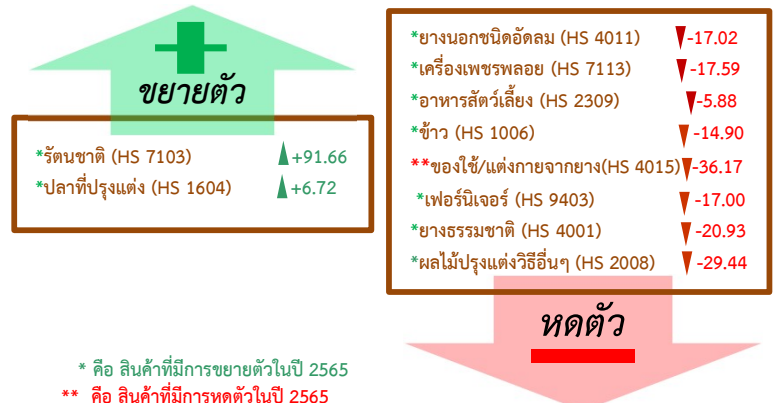 ขยายตัว
*รัตนชาติ (HS 7103) +91.66
*ปลาที่ปรุงแต่ง (HS 1604) +6.72
*ยางนอกชนิดอัดลม (HS 4011) -17.02
*เครื่องเพชรพลอย (HS 7113) -17.59
*อาหารสัตว์เลี้ยง (HS 2309) -5.88
*ข้าว (HS 1006) -14.90
**ของใช้/แต่งกายจากยาง(HS 4015) -36.17
*เฟอร์นิเจอร์ (HS 9403) -17.00
*ยางธรรมชาติ (HS 4001) -20.93
*ผลไม้ปรุงแต่งวิธีอื่นๆ (HS 2008) -29.44
หดตัว
* คือ สินค้าที่มีการขยายตัวในปี 2565
** คือ สินค้าที่มีการหดตัวในปี 2565